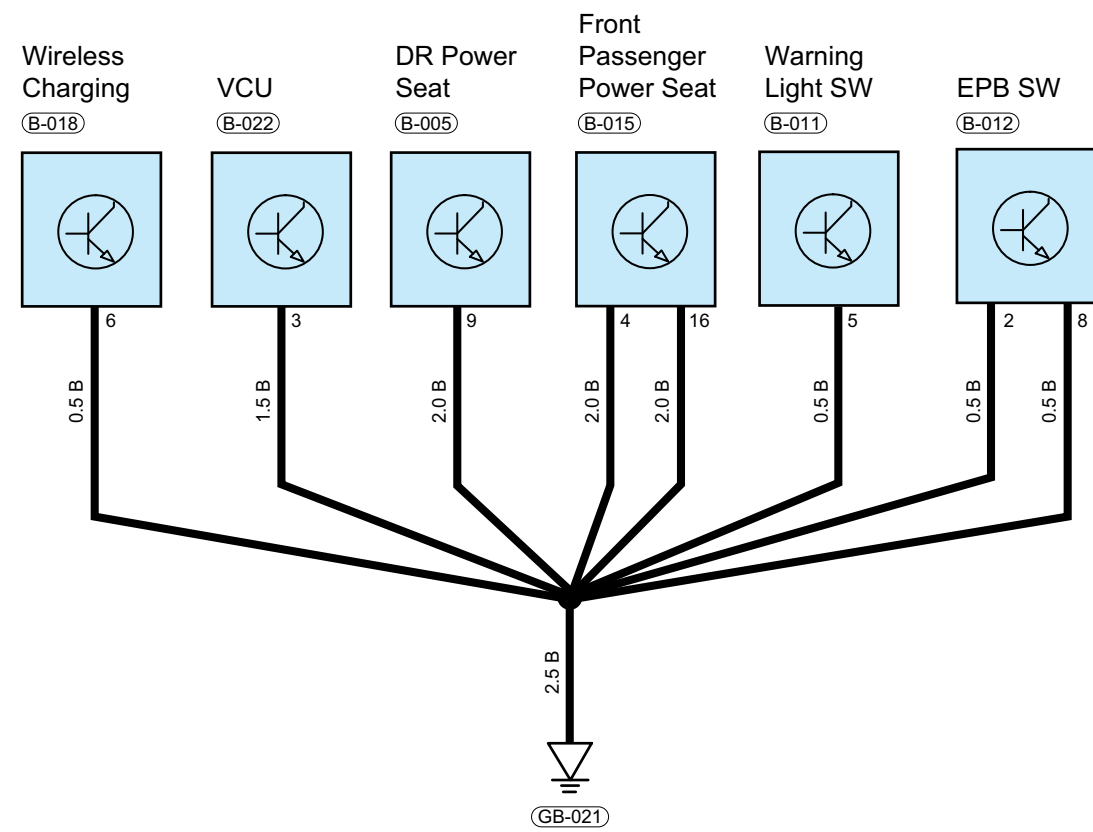 Wireless
Charging
B-018
VCU
B-022
DR Power
Seat
B-005
Front
Passenger
Power Seat
B-015
Warning
Light SW
B-011
EPB SW
B-012
6
3
9
4
16
5
2
8
0.5 B
1.5 B
2.0 B
2.0 B
2.0 B
0.5 B
0.5 B
0.5 B
2.5 B
GB-021